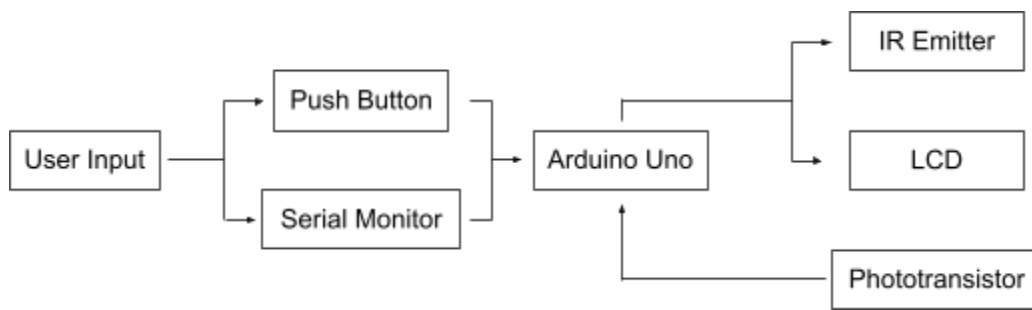 User Input
Push Button
Serial Monitor
Arduino Uno
IR Emitter
LCD
Phototransistor